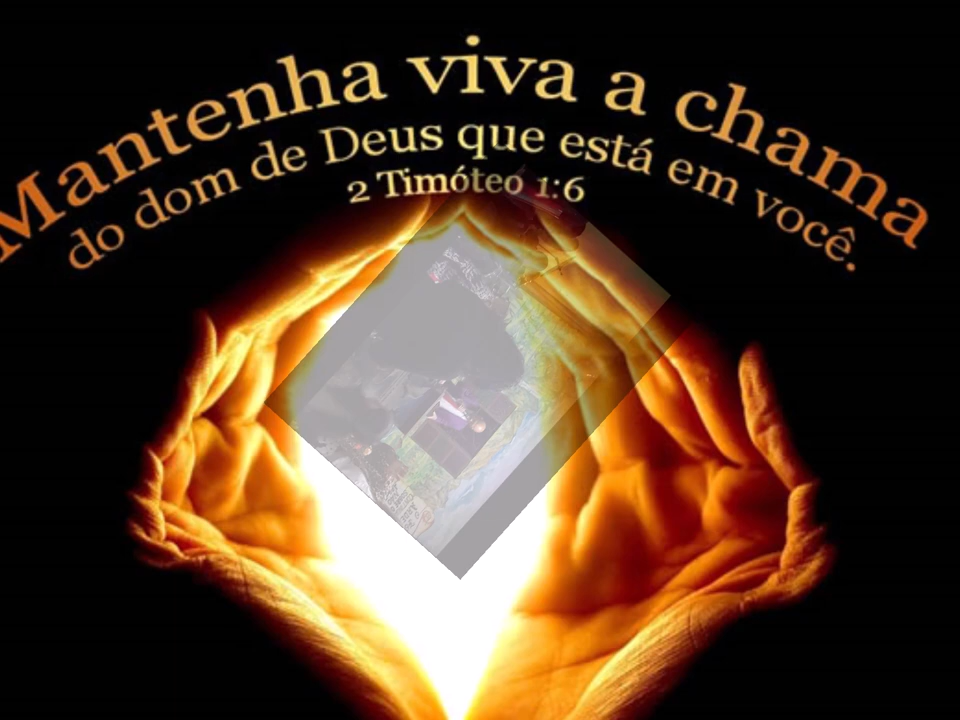 Mantenha viva a chama
do dom de Deus que está em você.
2 Timóteo 1:6